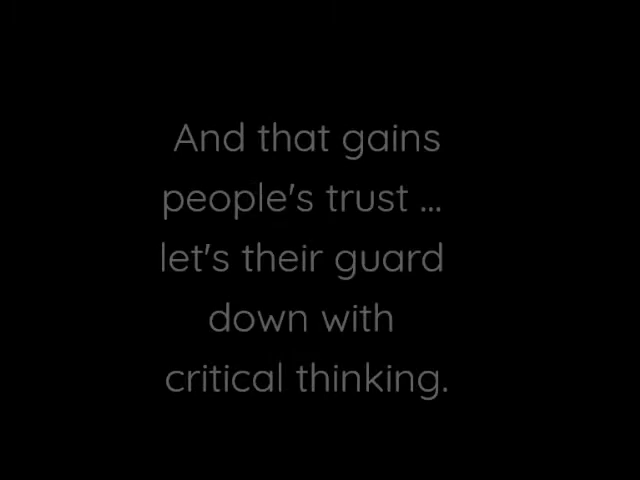 And that gains
people's trust ...
let's their guard
down with
critical thinking.